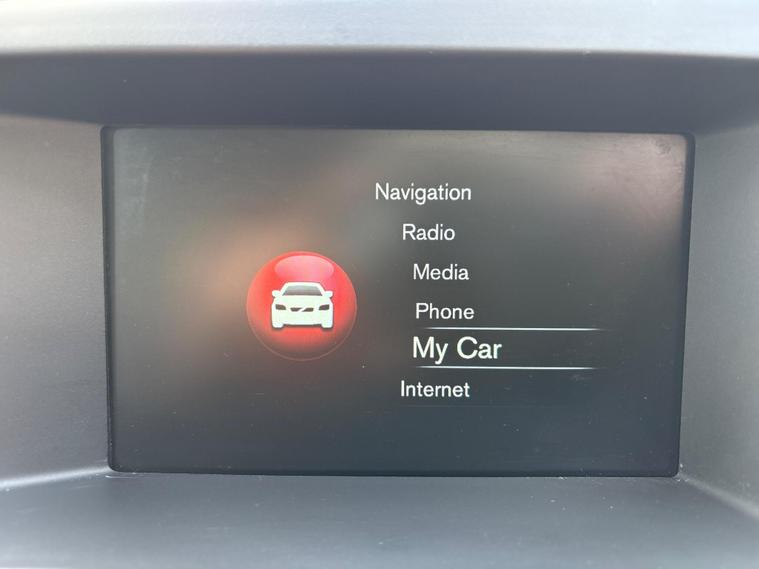 Navigation
Radio
Media
Phone
My Car
Internet